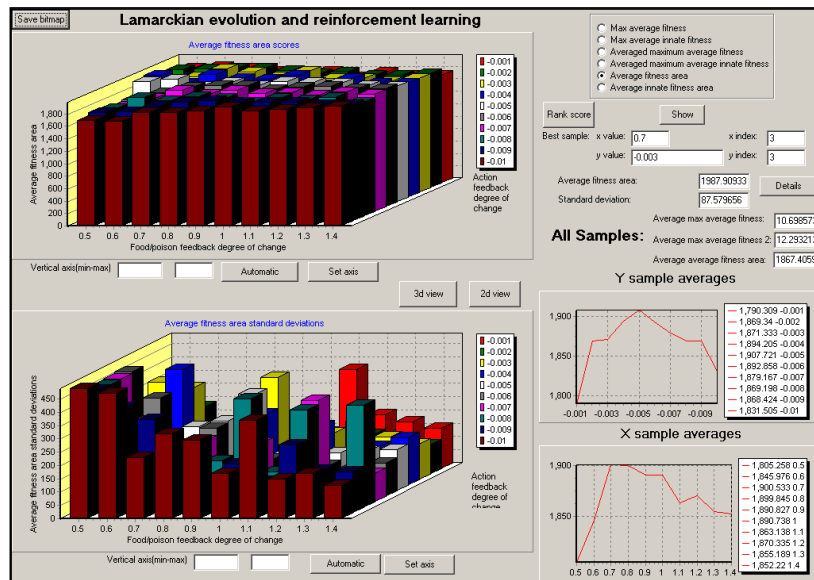 Save bitmap
Lamarckian evolution and reinforcement learning
Average fitness area scores
Average fitness area
1,800
1,600
1,400
1,200
1,000
800
600
400
200
0
0.5 0.6 0.7 0.8 0.9 1 1.1 1.2 1.3 1.4
Food/poison feedback degree of change
-0.001
-0.002
-0.003
-0.004
-0.005
-0.006
-0.007
-0.008
-0.009
-0.01
Action
feedback
degree of
change
Vertical axis(min-max)
Automatic
Set axis
3d view
2d view
Average fitness area standard deviations
Average fitness area standard deviations
450
400
350
300
250
200
150
100
50
0
0.5 0.6 0.7 0.8 0.9 1 1.1 1.2 1.3 1.4
Food/poison feedback degree of change
-0.001
-0.002
-0.003
-0.004
-0.005
-0.006
-0.007
-0.008
-0.009
-0.01
Action
feedback
degree of
change
Vertical axis(min-max)
Automatic
Set axis
Max average fitness
Max average innate fitness
Averaged maximum average fitness
Averaged maximum average innate fitness
Average fitness area
Average innate fitness area
Rank score
Show
Best sample: x value: 0.7 x index: 3
y value: -0.003 y index: 3
Average fitness area: 1987.90933
Standard deviation: 87.579656
Details
All Samples:
Average max average fitness: 10.698573
Average max average fitness 2: 12.293213
Average average fitness area: 1867.4059
Y sample averages
1,900
1,850
1,800
-0.001 -0.003 -0.005 -0.007 -0.009
1,790.309 -0.001
1,869.34 -0.002
1,871.333 -0.003
1,894.205 -0.004
1,907.721 -0.005
1,892.858 -0.006
1,879.167 -0.007
1,869.198 -0.008
1,868.424 -0.009
1,831.505 -0.01
X sample averages
1,900
1,850
0.5 0.6 0.7 0.8 0.9 1 1.1 1.2 1.3 1.4
1,805.258 0.5
1,845.976 0.6
1,900.533 0.7
1,899.845 0.8
1,890.827 0.9
1,890.738 1
1,863.138 1.1
1,870.335 1.2
1,855.189 1.3
1,852.22 1.4